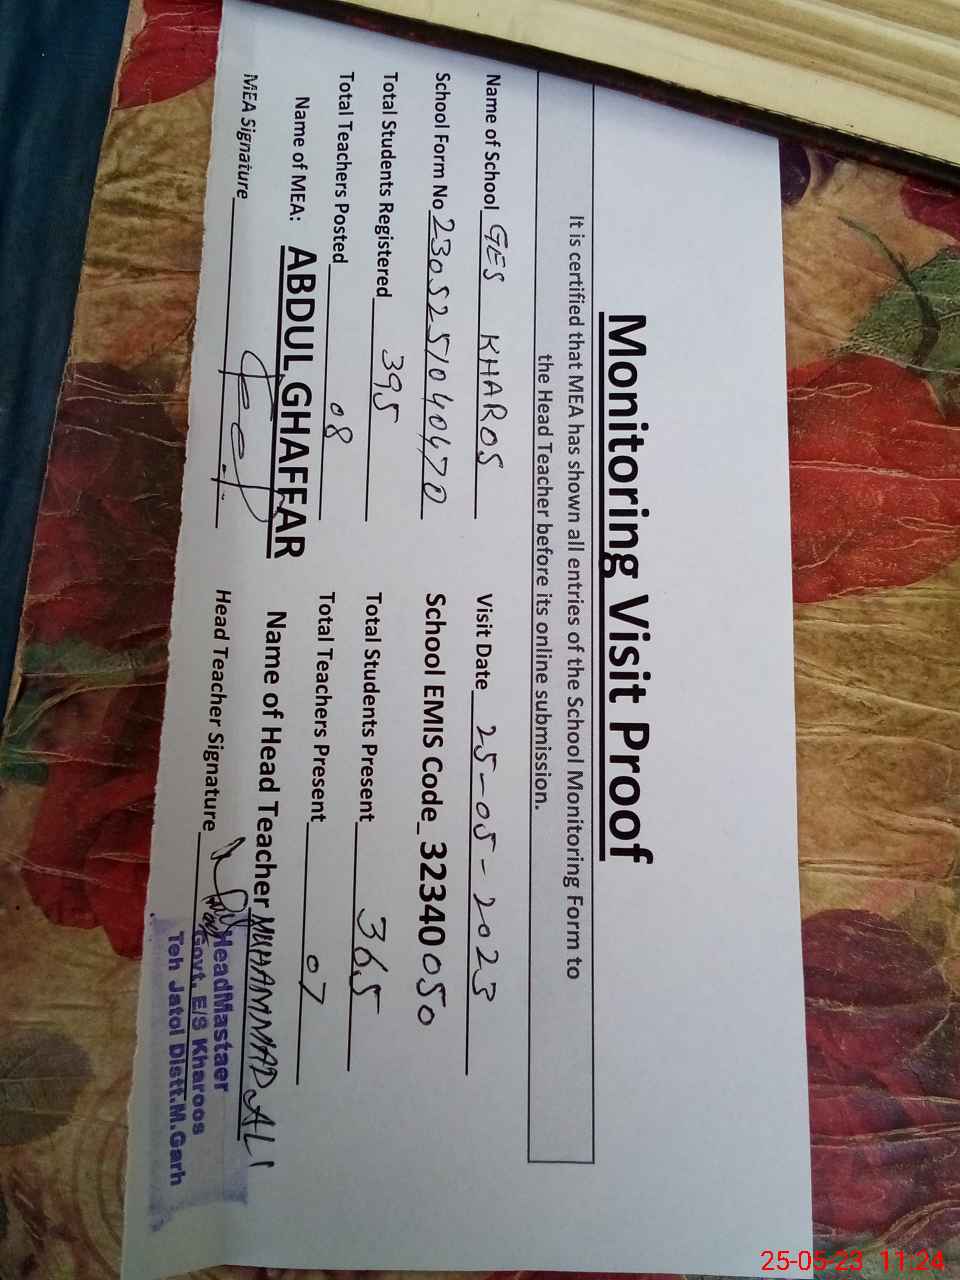 Monitoring Visit Proof
It is certified that MEA has shown all entries of the School Monitoring Form to
the Head Teacher before its online submission.
Name of School GES KHAROS Visit Date 25-05-2023
School Form No 2305251040470 School EMIS Code 32340050
Total Students Registered 395 Total Students Present 365
Total Teachers Posted 08 Total Teachers Present 07
Name of MEA: ABDUL GHAFFAR Name of Head Teacher MUHAMMAD ALI
MEA Signature Head Teacher Signature
HeadMastaer
Govt. E/S Kharoos
Teh Jatoi Distt.M.Garh
25-05-23 11:24